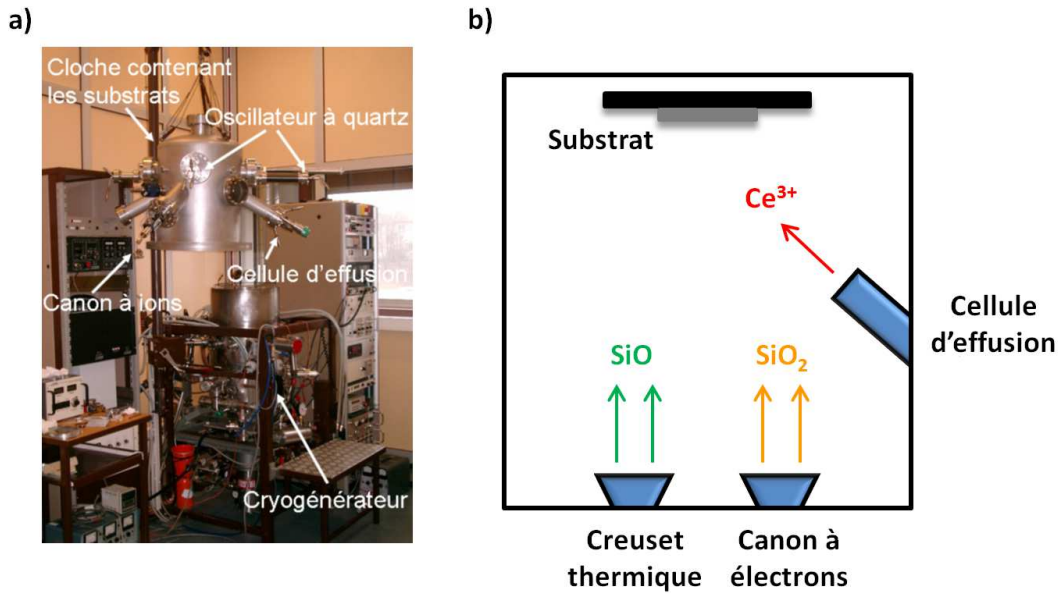 a)
Cloche contenant
les substrats
Oscillateur à quartz
Cellule d'effusion
Canon à ions
Cryogénérateur
b)
Substrat
Ce³⁺
Cellule
d'effusion
SiO
SiO₂
Creuset
thermique
Canon à
électrons